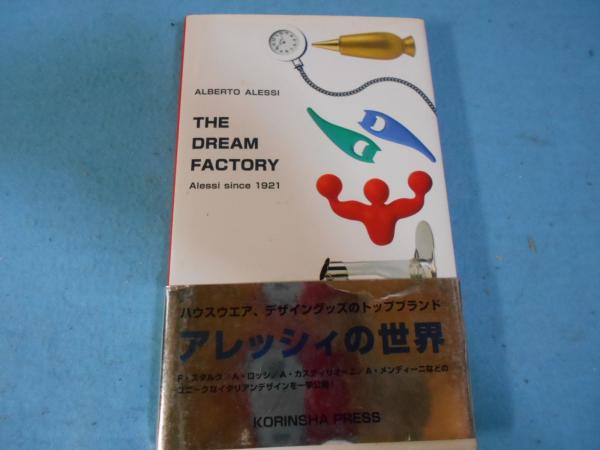 ALBERTO ALESSI
THE
DREAM
FACTORY
Alessi since 1921
ハウスウエア、デザイングッズのトップブランド
アレッシィの世界
F・スタルク/A・ロッシ/A・カスティリオーニ/A・メンディーニなどの
ユニークなイタリアンデザインを一挙公開!
KORINSHA PRESS